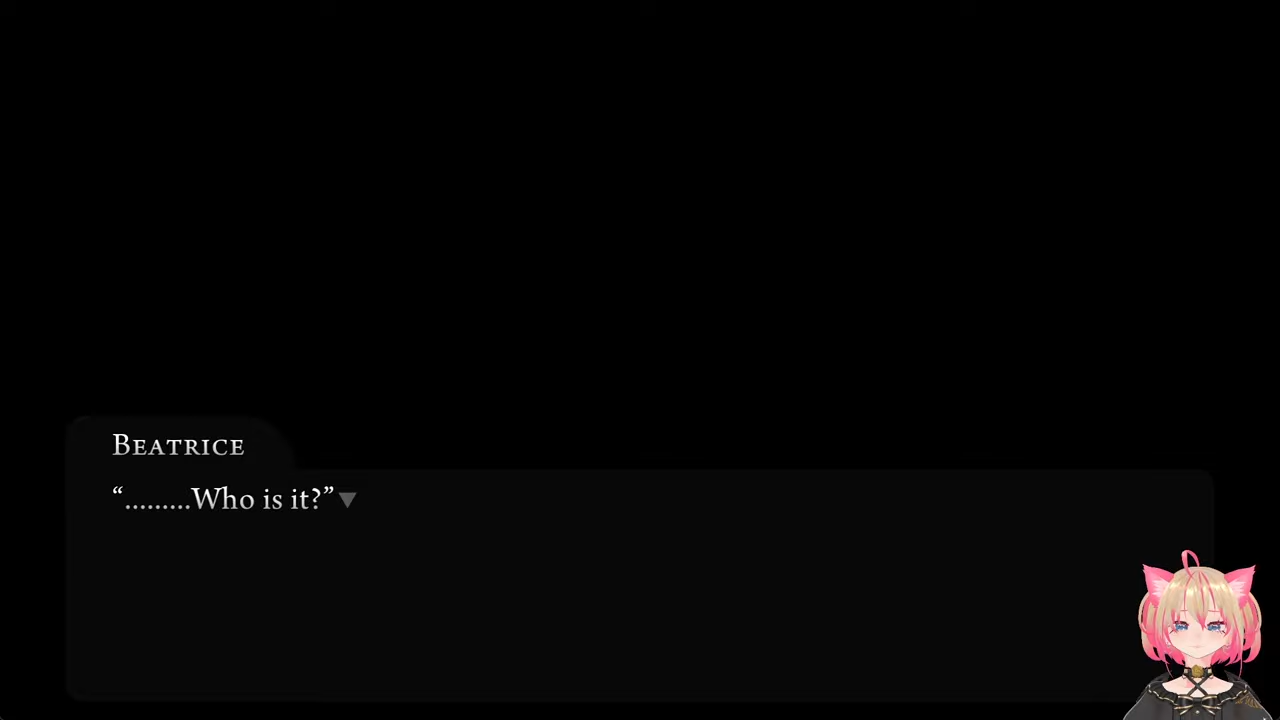 Beatrice
“.........Who is it?”